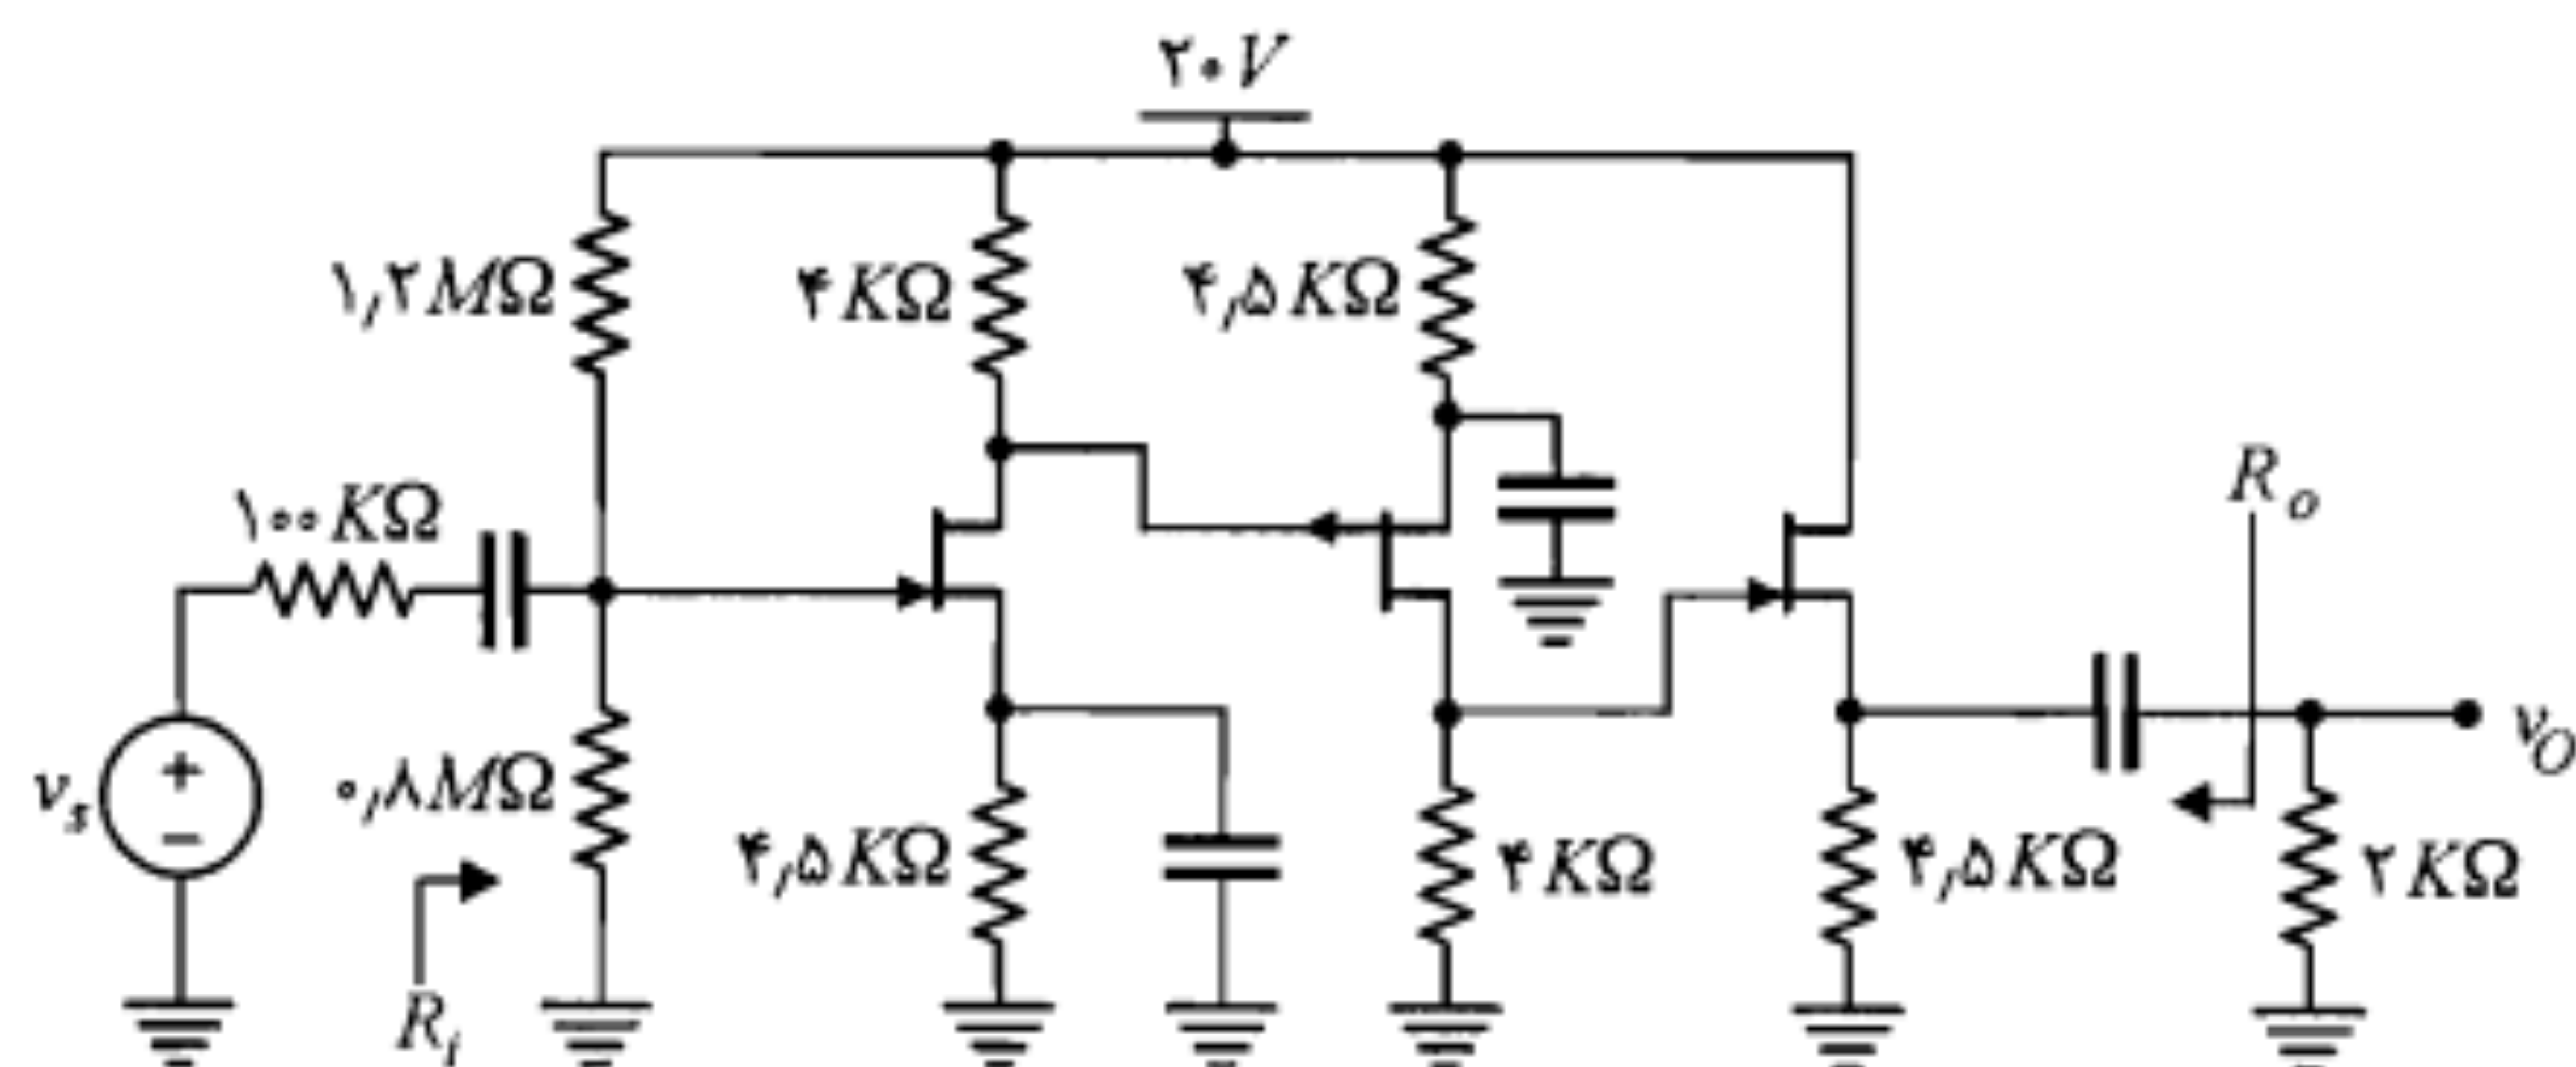 ۲۰V
۱٫۲MΩ
۴KΩ
۴٫۵KΩ
۱۰۰KΩ
R_o
v_s
+
−
۰٫۸MΩ
۴٫۵KΩ
۴KΩ
۴٫۵KΩ
۲KΩ
v_O
R_i